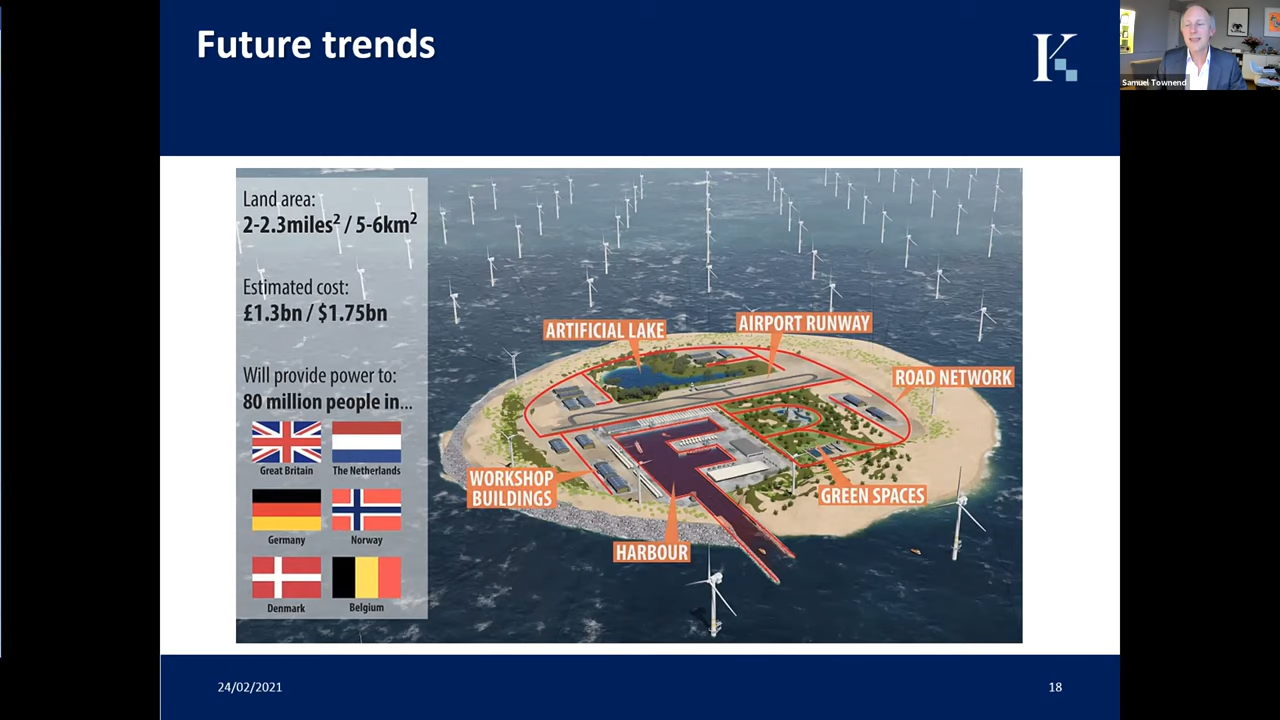 Future trends
K
Samuel Townend
Land area:
2-2.3miles² / 5-6km²
Estimated cost:
£1.3bn / $1.75bn
Will provide power to:
80 million people in...
Great Britain
The Netherlands
Germany
Norway
Denmark
Belgium
ARTIFICIAL LAKE
AIRPORT RUNWAY
ROAD NETWORK
WORKSHOP
BUILDINGS
GREEN SPACES
HARBOUR
24/02/2021
18